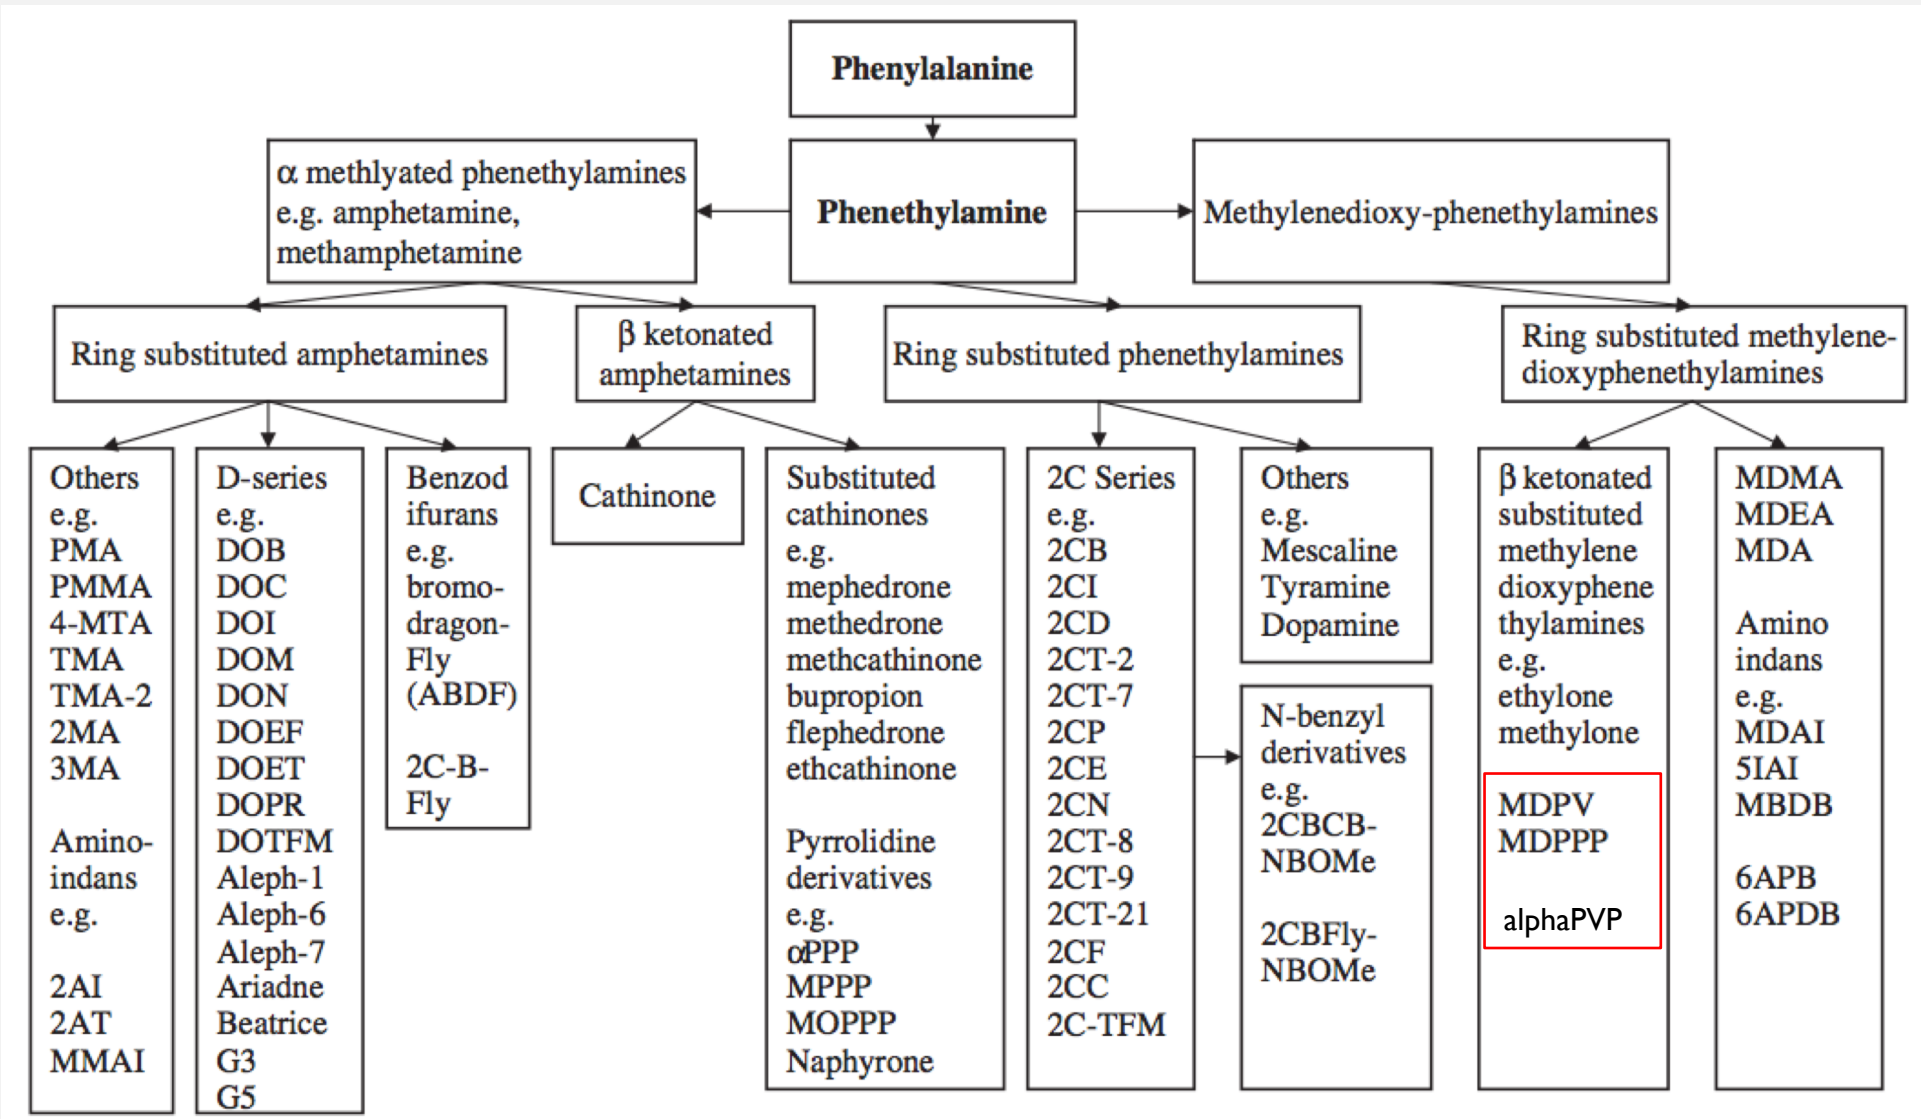 Phenylalanine
α methlyated phenethylamines
e.g. amphetamine,
methamphetamine
Phenethylamine
Methylenedioxy-phenethylamines
Ring substituted amphetamines
β ketonated
amphetamines
Ring substituted phenethylamines
Ring substituted methylene-
dioxyphenethylamines
Others
e.g.
PMA
PMMA
4-MTA
TMA
TMA-2
2MA
3MA
Amino-
indans
e.g.
2AI
2AT
MMAI
D-series
e.g.
DOB
DOC
DOI
DOM
DON
DOEF
DOET
DOPR
DOTFM
Aleph-1
Aleph-6
Aleph-7
Ariadne
Beatrice
G3
G5
Benzod
ifurans
e.g.
bromo-
dragon-
Fly
(ABDF)
2C-B-
Fly
Cathinone
Substituted
cathinones
e.g.
mephedrone
methedrone
methcathinone
bupropion
flephedrone
ethcathinone
Pyrrolidine
derivatives
e.g.
αPPP
MPPP
MOPPP
Naphyrone
2C Series
e.g.
2CB
2CI
2CD
2CT-2
2CT-7
2CP
2CE
2CN
2CT-8
2CT-9
2CT-21
2CF
2CC
2C-TFM
Others
e.g.
Mescaline
Tyramine
Dopamine
N-benzyl
derivatives
e.g.
2CBCB-
NBOMe
2CBFly-
NBOMe
β ketonated
substituted
methylene
dioxyphene
thylamines
e.g.
ethylone
methylone
MDPV
MDPPP
alphaPVP
MDMA
MDEA
MDA
Amino
indans
e.g.
MDAI
5IAI
MBDB
6APB
6APDB